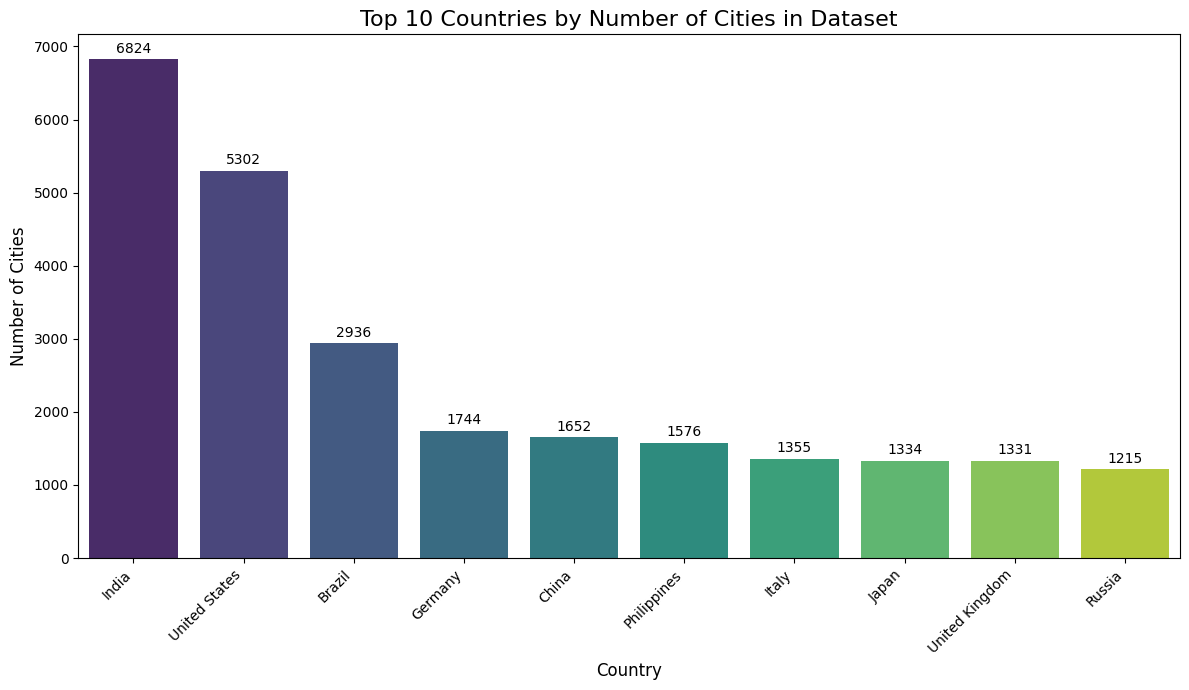 Top 10 Countries by Number of Cities in Dataset
Number of Cities
7000
6000
5000
4000
3000
2000
1000
0
6824
5302
2936
1744
1652
1576
1355
1334
1331
1215
India
United States
Brazil
Germany
China
Philippines
Italy
Japan
United Kingdom
Russia
Country